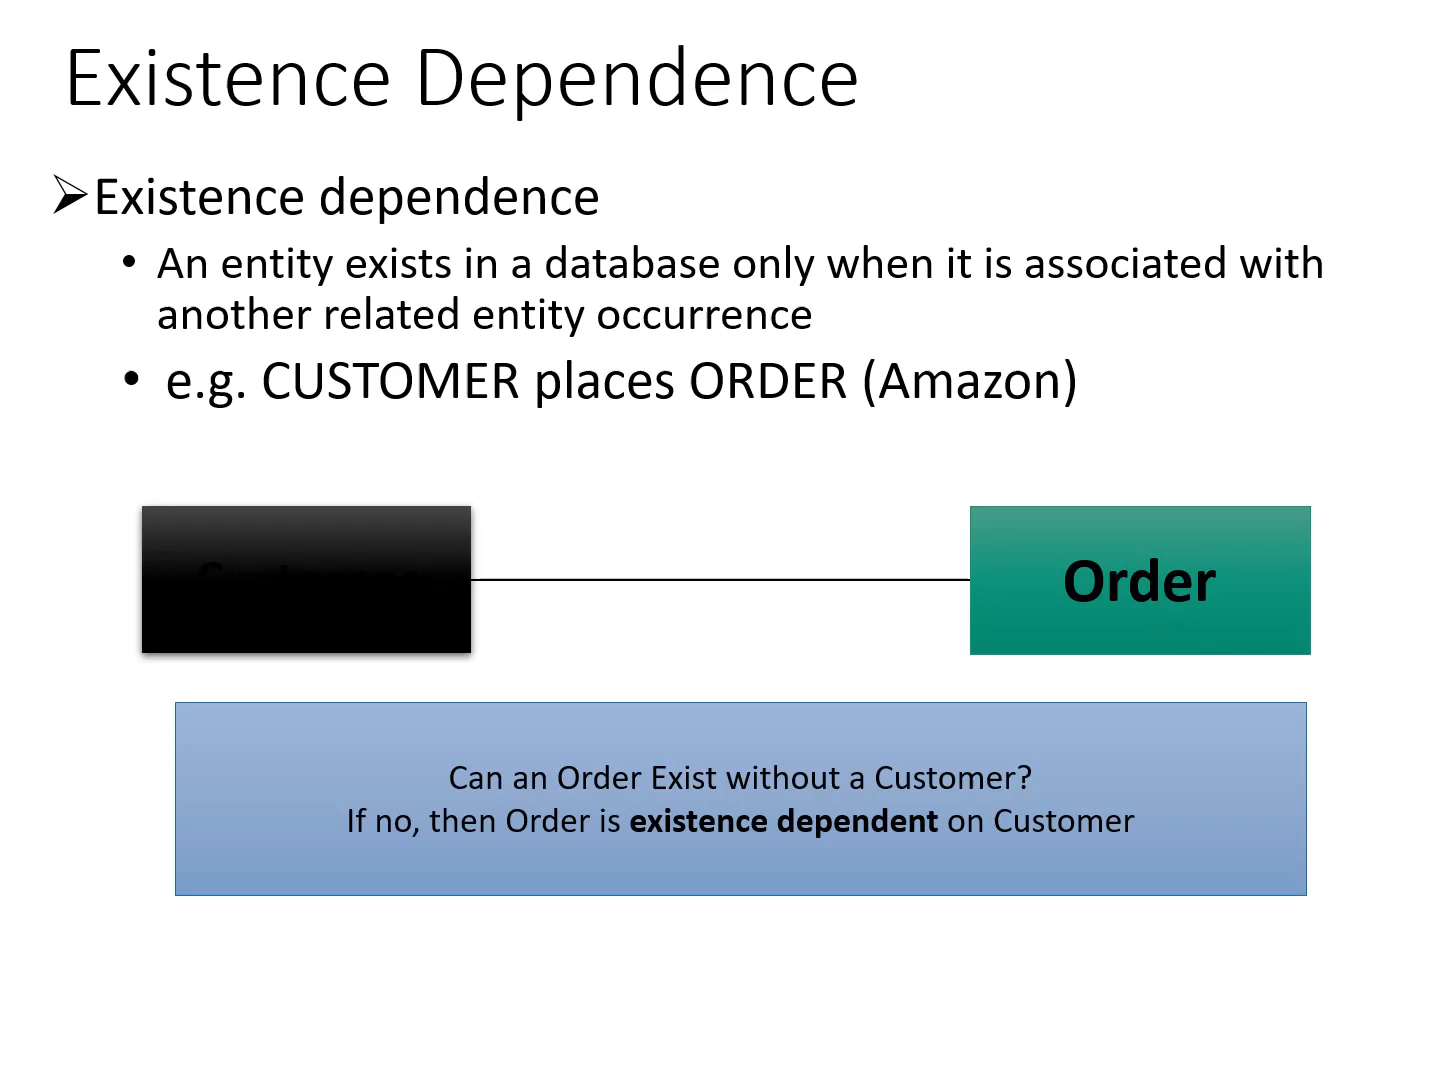 Existence Dependence
Existence dependence
An entity exists in a database only when it is associated with
another related entity occurrence
e.g. CUSTOMER places ORDER (Amazon)
Order
Can an Order Exist without a Customer?
If no, then Order is existence dependent on Customer